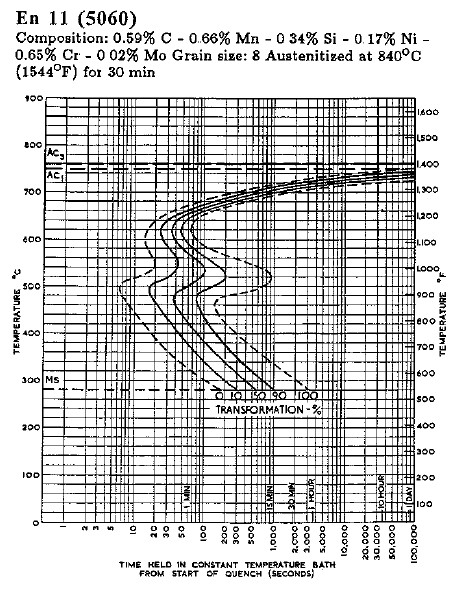 En 11 (5060)
Composition: 0.59% C - 0.66% Mn - 0 34% Si - 0 17% Ni -
0.65% Cr - 0 02% Mo Grain size: 8 Austenitized at 840°C
(1544°F) for 30 min
900
800
700
600
500
400
300
200
100
0
TEMPERATURE °C
AC3
AC1
Ms
1,600
1,500
1,400
1,300
1,200
1,100
1,000
900
800
700
600
500
400
300
200
100
TEMPERATURE °F
0 10 50 90 100
TRANSFORMATION - %
1 MIN
15 MIN
30 MIN
1 HOUR
10 HOUR
1 DAY
1 2 3 5 10 20 30 50 100 200 300 500 1,000 2,000 3,000 5,000 10,000 20,000 30,000 50,000 100,000
TIME HELD IN CONSTANT TEMPERATURE BATH
FROM START OF QUENCH (SECONDS)